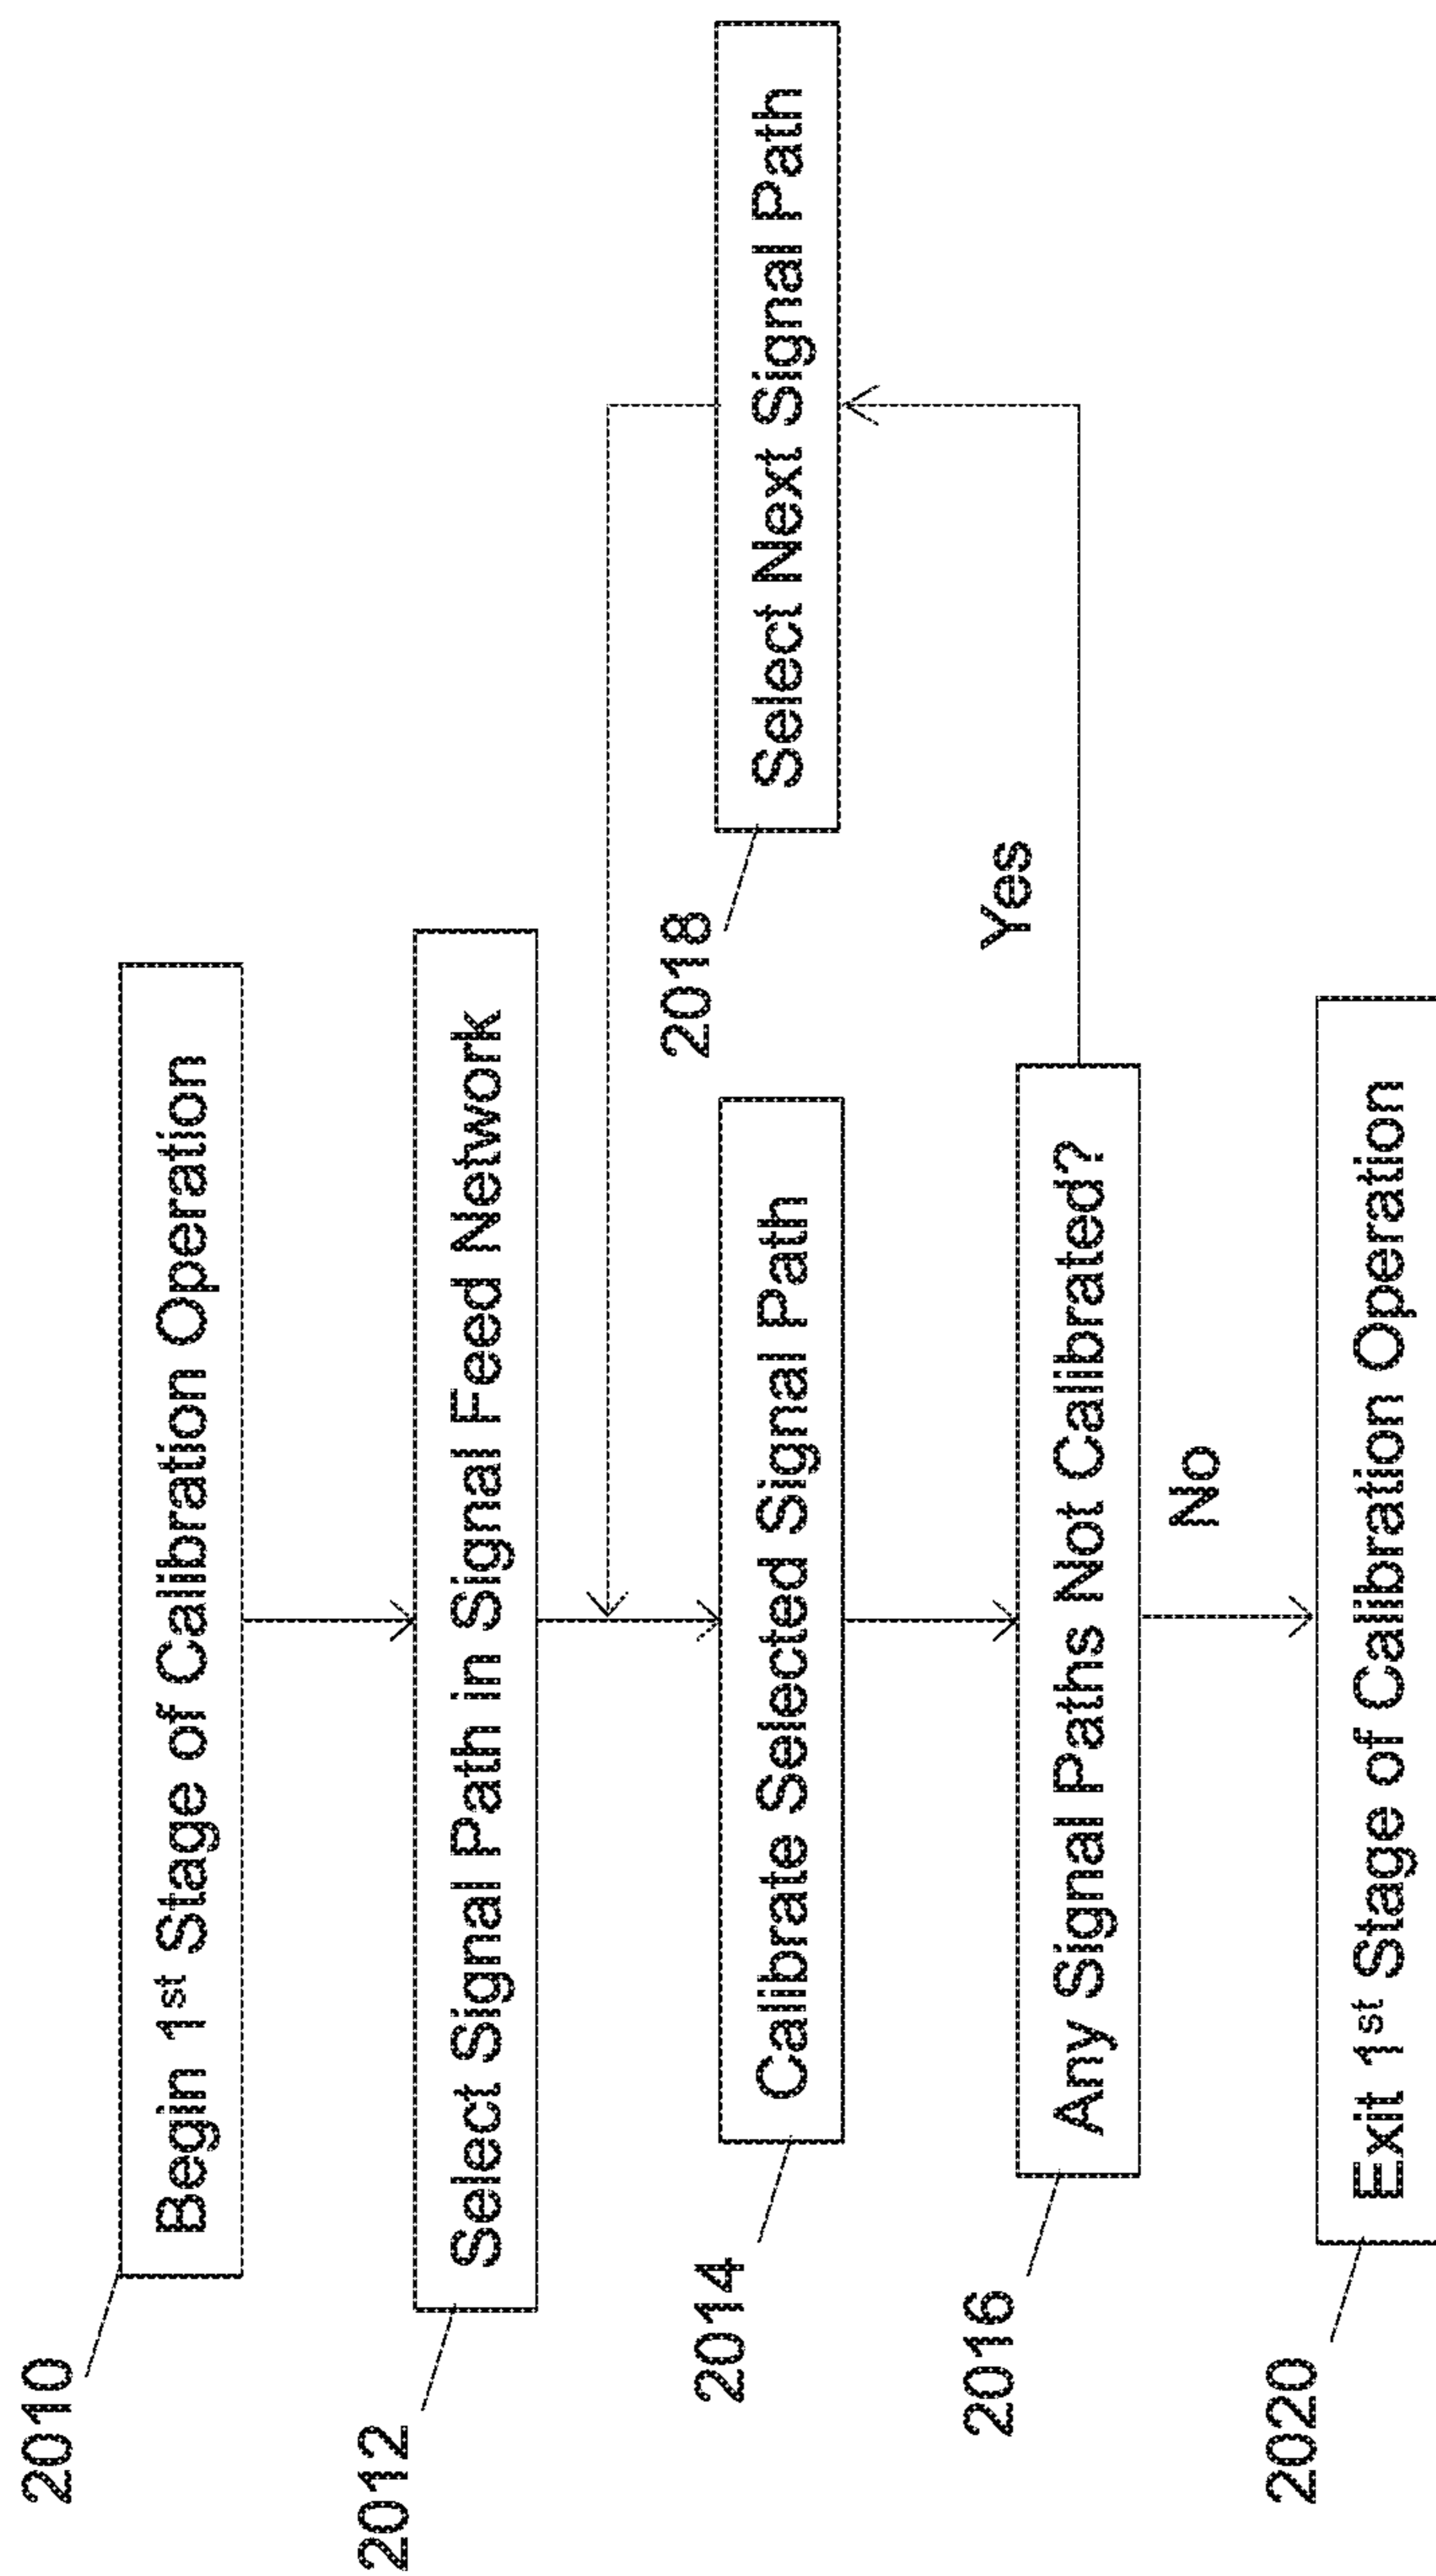 2010
Begin 1st Stage of Calibration Operation
2012
Select Signal Path in Signal Feed Network
2018
Select Next Signal Path
2014
Calibrate Selected Signal Path
2016
Any Signal Paths Not Calibrated?
Yes
No
2020
Exit 1st Stage of Calibration Operation